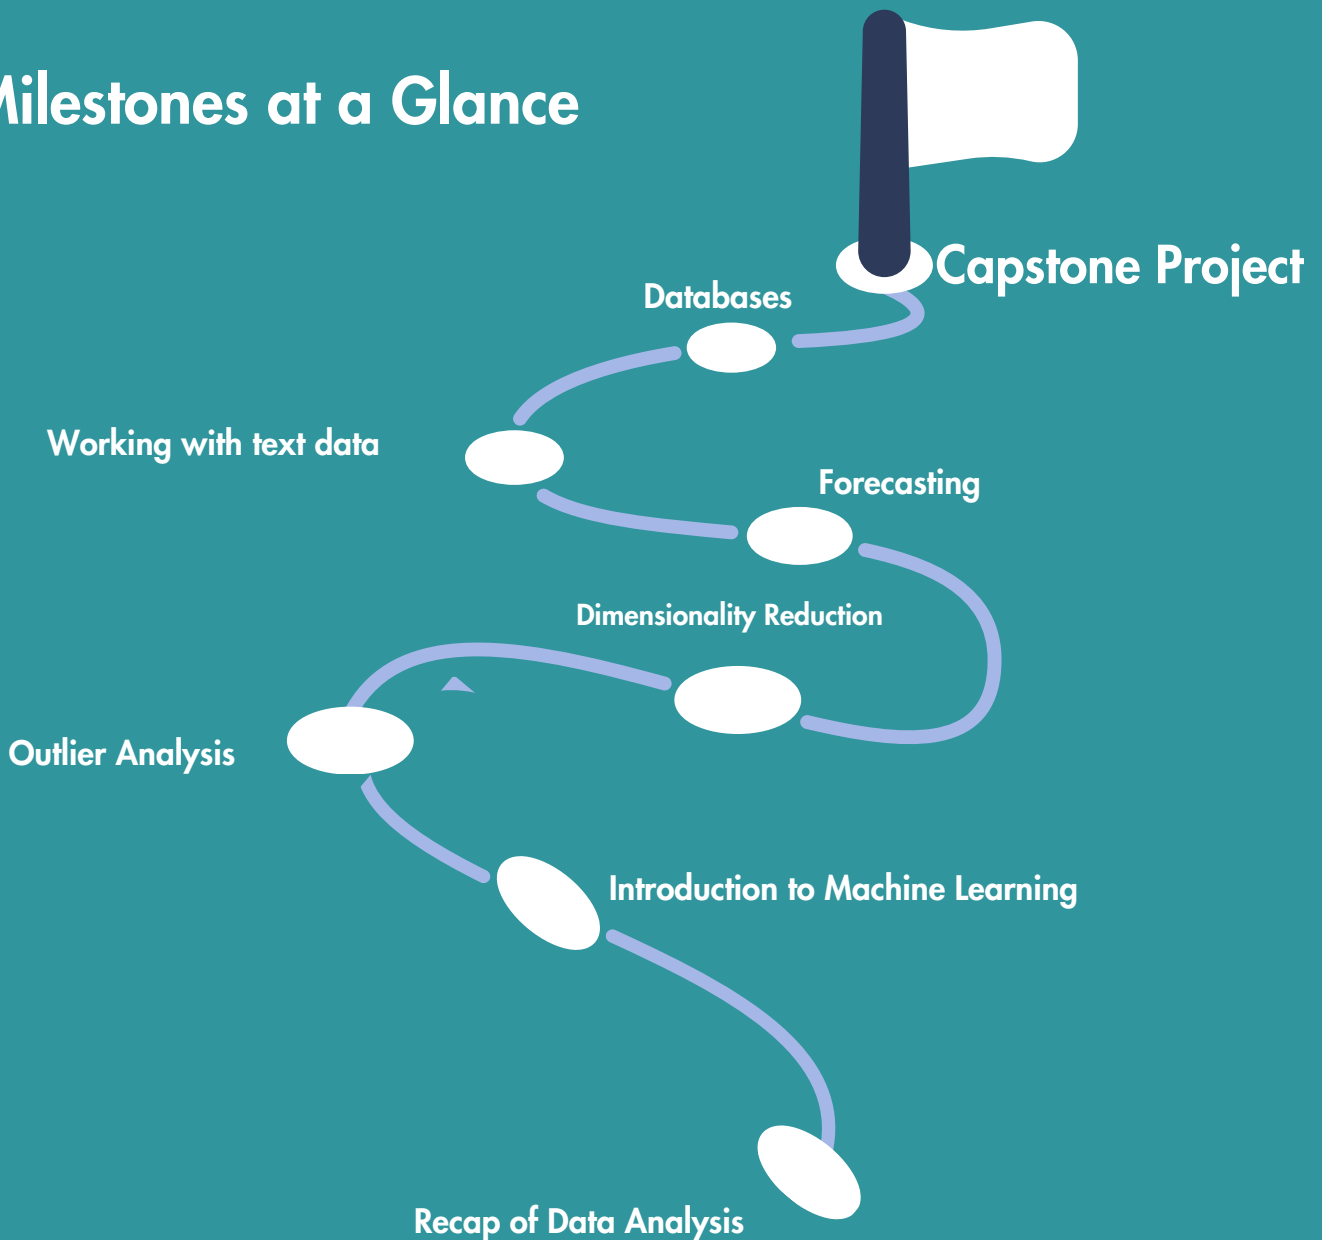 Milestones at a Glance
Capstone Project
Databases
Working with text data
Forecasting
Dimensionality Reduction
Outlier Analysis
Introduction to Machine Learning
Recap of Data Analysis